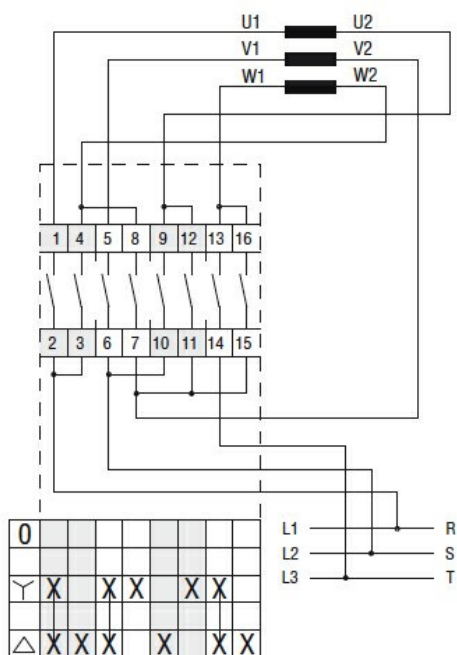 U1 U2
V1 V2
W1 W2
1 4 5 8 9 12 13 16
2 3 6 7 10 11 14 15
L1 R
L2 S
L3 T
0
Y X X X X X
△ X X X X X X